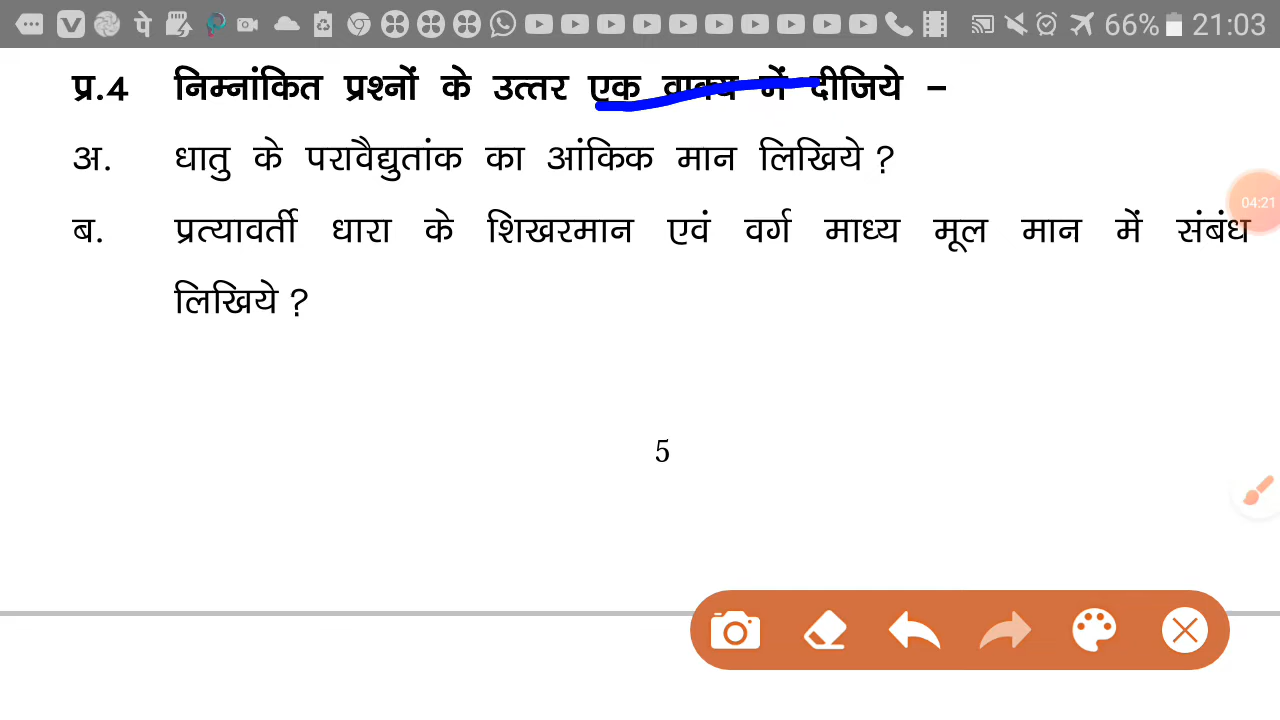 66% 21:03
प्र.4 निम्नांकित प्रश्नों के उत्तर एक वाक्य में दीजिये –
अ. धातु के परावैद्युतांक का आंकिक मान लिखिये ?
04:21
ब. प्रत्यावर्ती धारा के शिखरमान एवं वर्ग माध्य मूल मान में संबंध
लिखिये ?
5